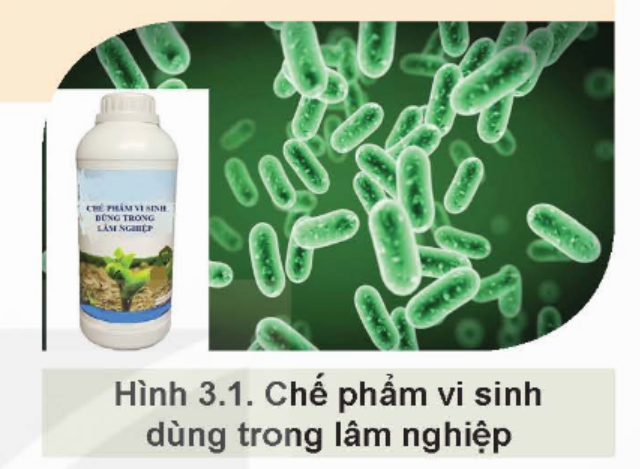 CHẾ PHẨM VI SINH
DÙNG TRONG
LÂM NGHIỆP
Hình 3.1. Chế phẩm vi sinh
dùng trong lâm nghiệp